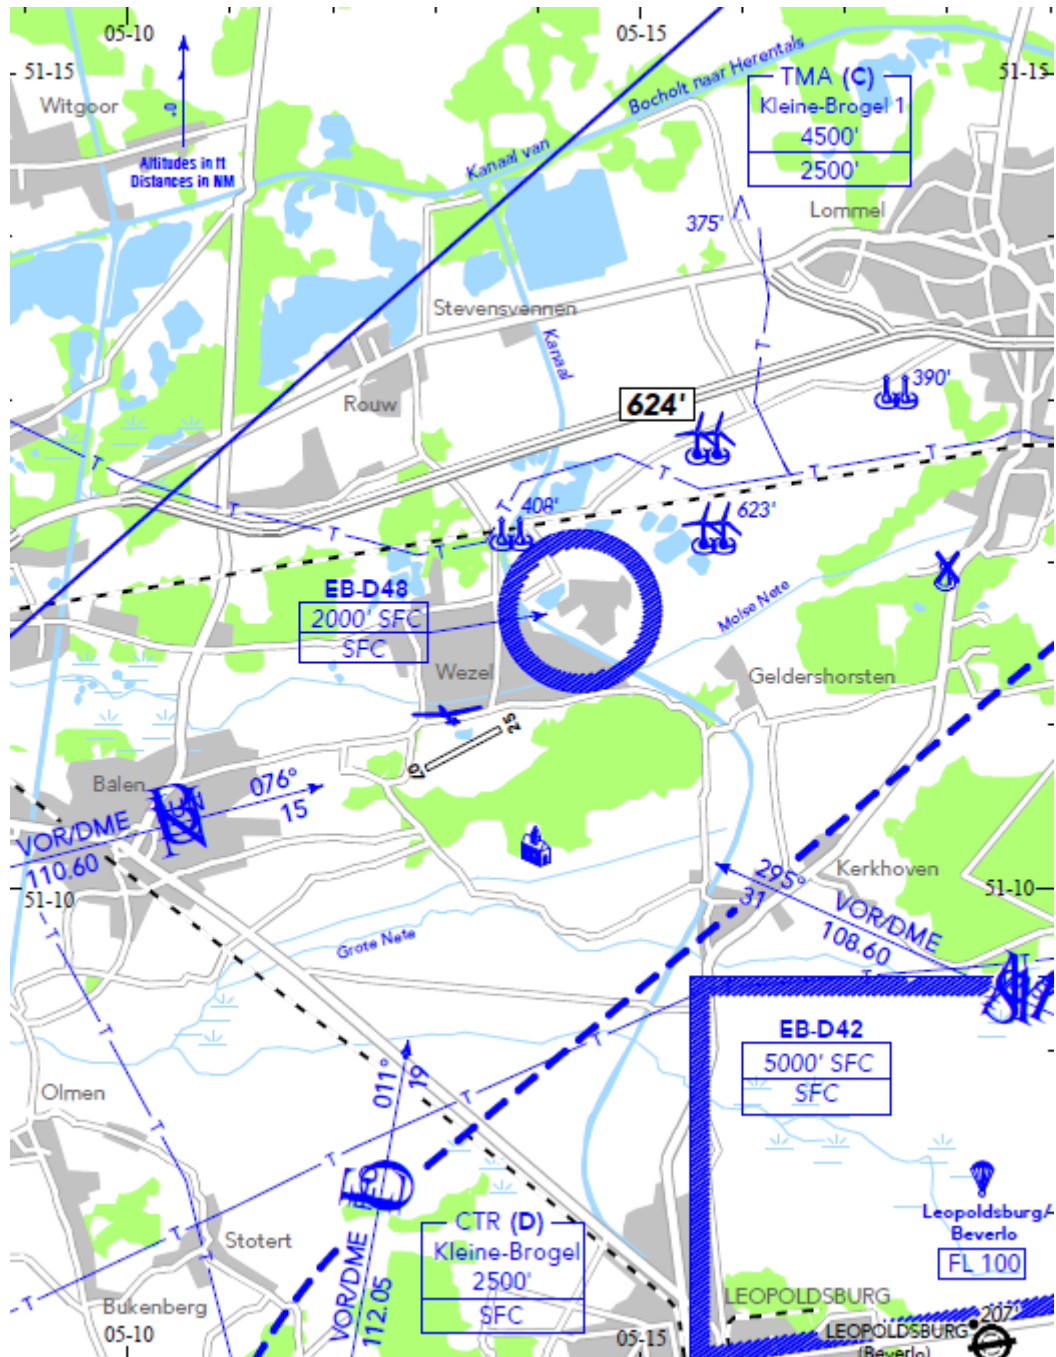 05-10
05-15
51-15
51-15
Witgoor
0°
Altitudes in ft
Distances in NM
Kanaal van
Bocholt naar Herentals
TMA (C)
Kleine-Brogel 1
4500'
2500'
375'
Lommel
Stevensvennen
Kanaal
T
Rouw
624'
390'
T
T
T
T
T
408'
623'
T
T
EB-D48
2000' SFC
SFC
Molse Nete
Wezel
Geldershorsten
25
07
Balen
076°
15
BUN
VOR/DME
110.60
51-10
51-10
295°
31
Kerkhoven
VOR/DME
108.60
Grote Nete
T
T
T
T
T
EB-D42
5000' SFC
SFC
011°
19
T
T
Olmen
T
T
T
Leopoldsburg/
Beverlo
FL 100
CTR (D)
Kleine-Brogel
2500'
SFC
Stotert
VOR/DME
112.05
T
Bukenberg
LEOPOLDSBURG
207'
05-10
05-15
LEOPOLDSBURG
(Beverlo)